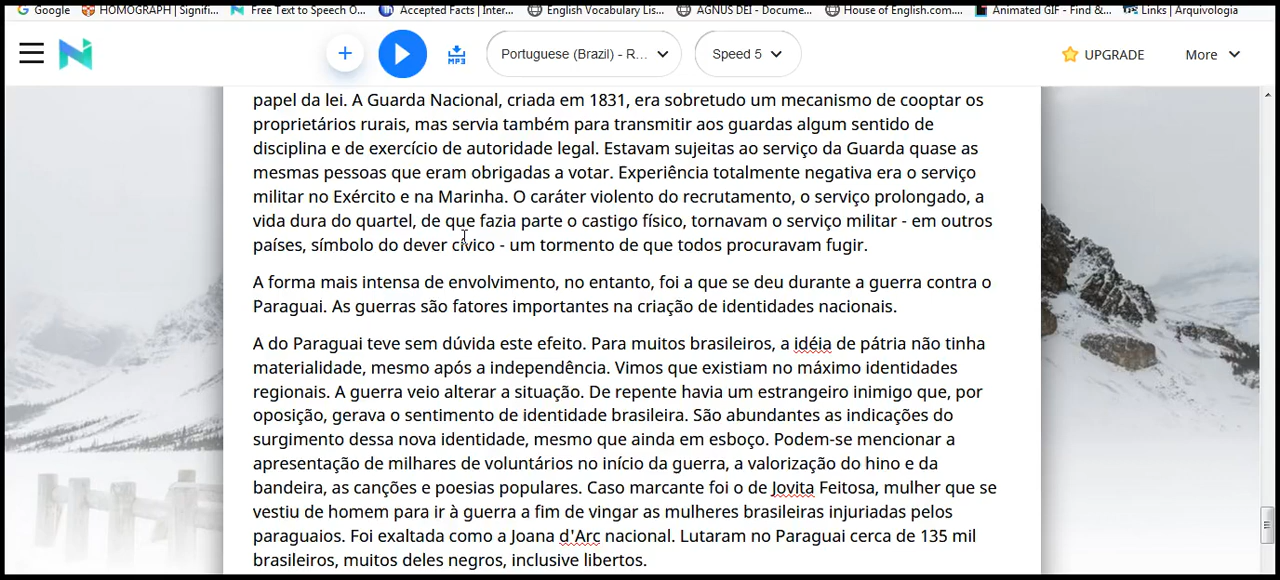 Google HOMOGRAPH | Signifi... Free Text to Speech O... Accepted Facts | Inter... English Vocabulary Lis... AGNUS DEI - Docume... House of English.com.... Animated GIF - Find &... Links | Arquivologia
MP3 Portuguese (Brazil) - R... Speed 5 UPGRADE More
papel da lei. A Guarda Nacional, criada em 1831, era sobretudo um mecanismo de cooptar os
proprietários rurais, mas servia também para transmitir aos guardas algum sentido de
disciplina e de exercício de autoridade legal. Estavam sujeitas ao serviço da Guarda quase as
mesmas pessoas que eram obrigadas a votar. Experiência totalmente negativa era o serviço
militar no Exército e na Marinha. O caráter violento do recrutamento, o serviço prolongado, a
vida dura do quartel, de que fazia parte o castigo físico, tornavam o serviço militar - em outros
países, símbolo do dever cívico - um tormento de que todos procuravam fugir.
A forma mais intensa de envolvimento, no entanto, foi a que se deu durante a guerra contra o
Paraguai. As guerras são fatores importantes na criação de identidades nacionais.
A do Paraguai teve sem dúvida este efeito. Para muitos brasileiros, a idéia de pátria não tinha
materialidade, mesmo após a independência. Vimos que existiam no máximo identidades
regionais. A guerra veio alterar a situação. De repente havia um estrangeiro inimigo que, por
oposição, gerava o sentimento de identidade brasileira. São abundantes as indicações do
surgimento dessa nova identidade, mesmo que ainda em esboço. Podem-se mencionar a
apresentação de milhares de voluntários no início da guerra, a valorização do hino e da
bandeira, as canções e poesias populares. Caso marcante foi o de Jovita Feitosa, mulher que se
vestiu de homem para ir à guerra a fim de vingar as mulheres brasileiras injuriadas pelos
paraguaios. Foi exaltada como a Joana d'Arc nacional. Lutaram no Paraguai cerca de 135 mil
brasileiros, muitos deles negros, inclusive libertos.